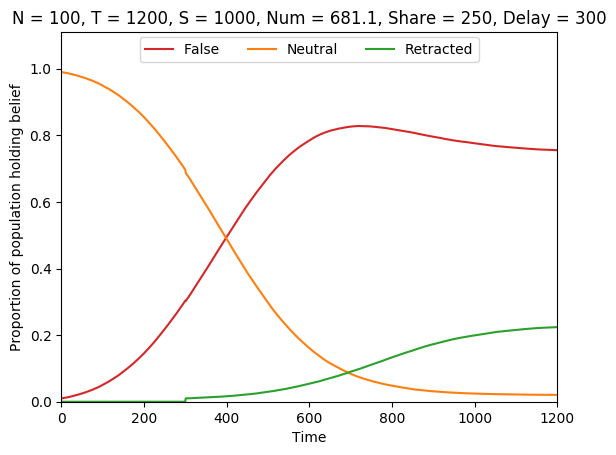 N = 100, T = 1200, S = 1000, Num = 681.1, Share = 250, Delay = 300
False Neutral Retracted
Proportion of population holding belief
1.0
0.8
0.6
0.4
0.2
0.0
0 200 400 600 800 1000 1200
Time